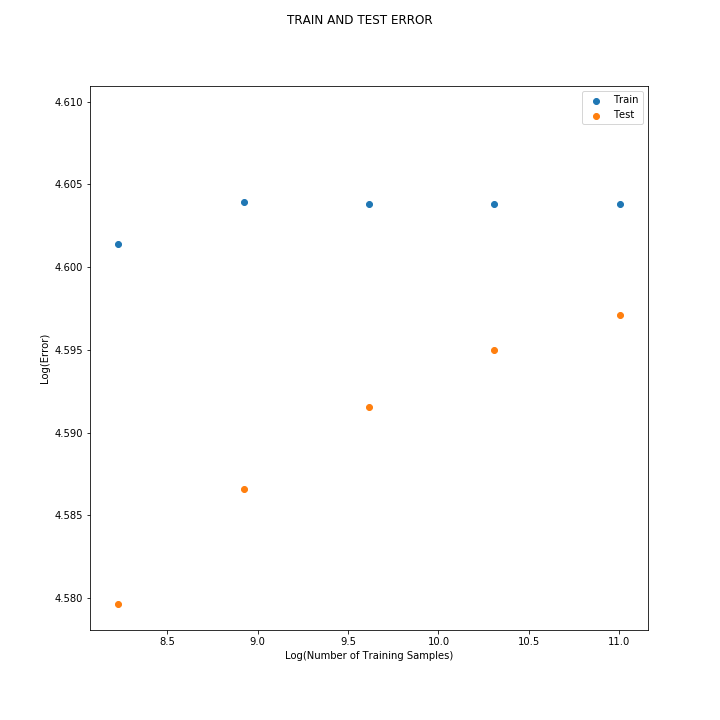 TRAIN AND TEST ERROR
Train
Test
4.610
4.605
4.600
4.595
4.590
4.585
4.580
Log(Error)
8.5 9.0 9.5 10.0 10.5 11.0
Log(Number of Training Samples)